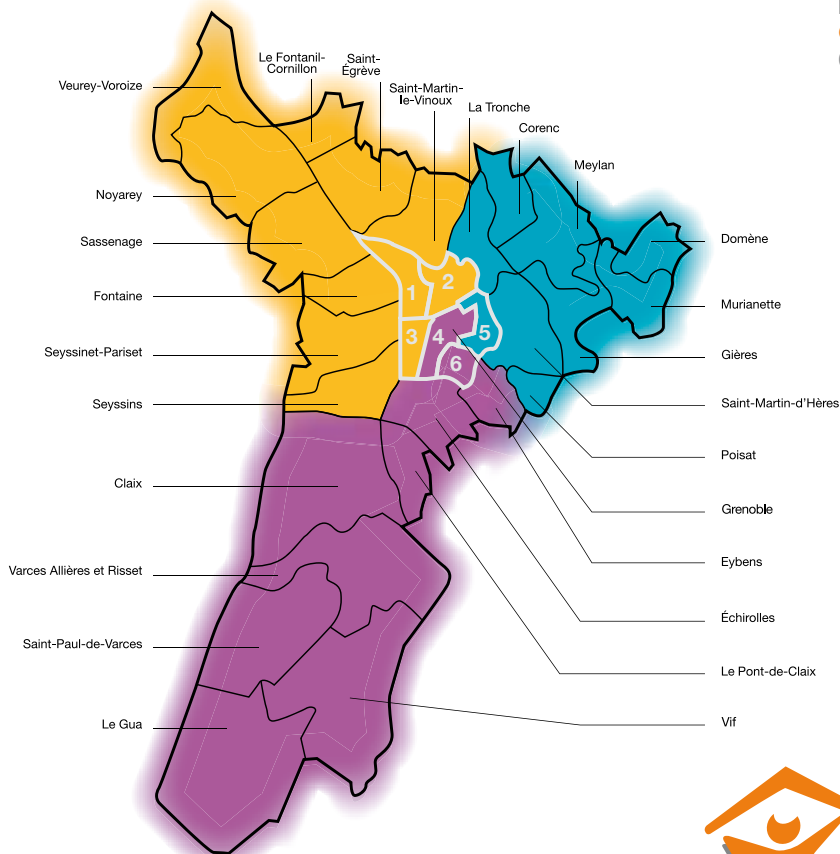 Le Fontanil-
Cornillon
Saint-
Égrève
Saint-Martin-
le-Vinoux
La Tronche
Corenc
Meylan
Veurey-Voroize
Noyarey
Sassenage
Fontaine
Seyssinet-Pariset
Seyssins
Claix
Varces Allières et Risset
Saint-Paul-de-Varces
Le Gua
1
2
3
4
5
6
Domène
Murianette
Gières
Saint-Martin-d'Hères
Poisat
Grenoble
Eybens
Échirolles
Le Pont-de-Claix
Vif